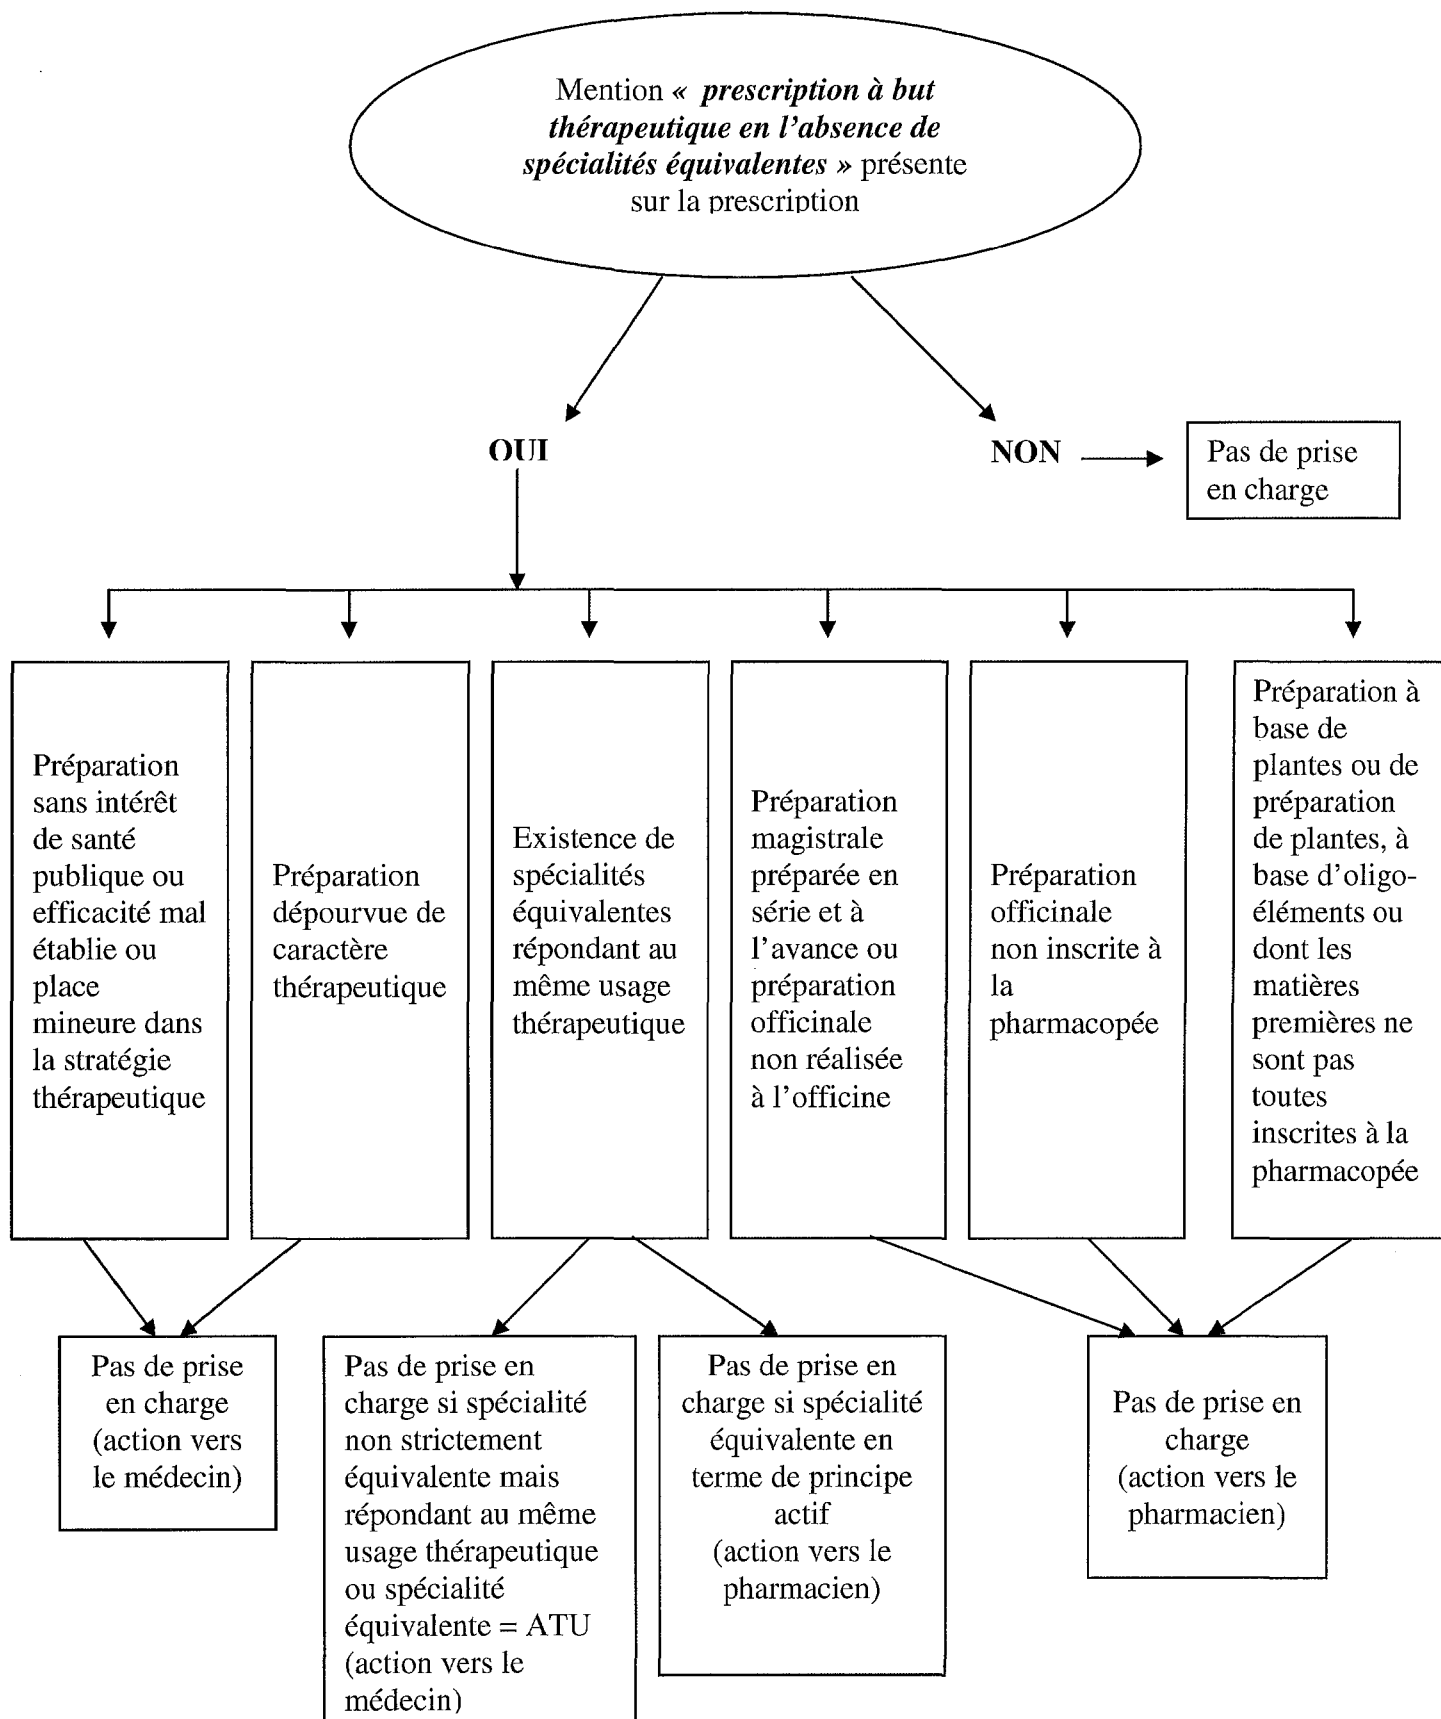 Mention « prescription à but
thérapeutique en l’absence de
spécialités équivalentes » présente
sur la prescription
OUI
NON
Pas de prise
en charge
Préparation
sans intérêt
de santé
publique ou
efficacité mal
établie ou
place
mineure dans
la stratégie
thérapeutique
Préparation
dépourvue de
caractère
thérapeutique
Existence de
spécialités
équivalentes
répondant au
même usage
thérapeutique
Préparation
magistrale
préparée en
série et à
l’avance ou
préparation
officinale
non réalisée
à l’officine
Préparation
officinale
non inscrite à
la
pharmacopée
Préparation à
base de
plantes ou de
préparation
de plantes, à
base d’oligo-
éléments ou
dont les
matières
premières ne
sont pas
toutes
inscrites à la
pharmacopée
Pas de prise
en charge
(action vers
le médecin)
Pas de prise en
charge si spécialité
non strictement
équivalente mais
répondant au même
usage thérapeutique
ou spécialité
équivalente = ATU
(action vers le
médecin)
Pas de prise en
charge si spécialité
équivalente en
terme de principe
actif
(action vers le
pharmacien)
Pas de prise en
charge
(action vers le
pharmacien)